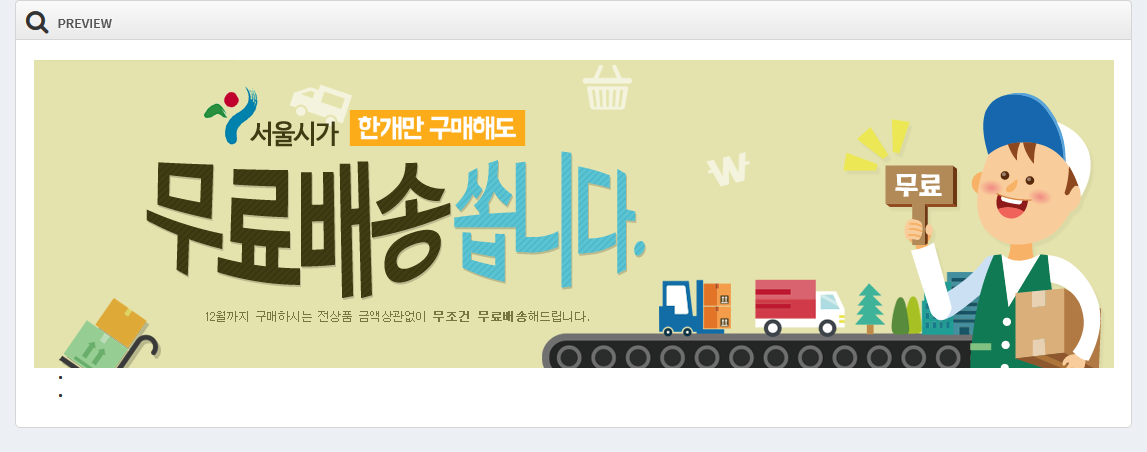 PREVIEW
서울시가 한개만 구매해도
무료배송 쏩니다.
₩
무료
12월까지 구매하시는 전상품 금액상관없이 무조건 무료배송해드립니다.